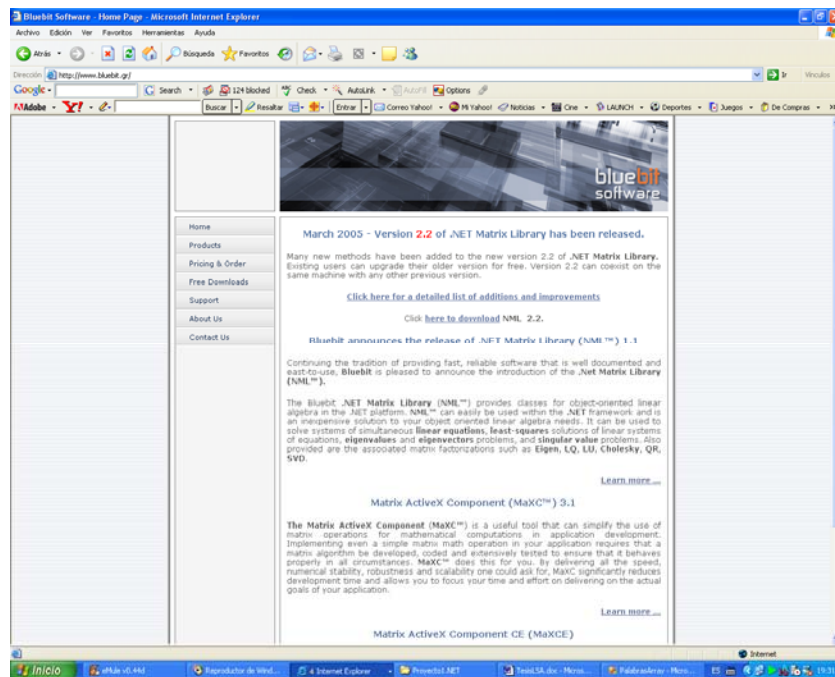 Bluebit Software - Home Page - Microsoft Internet Explorer
Archivo Edición Ver Favoritos Herramientas Ayuda
Atrás Búsqueda Favoritos
Dirección http://www.bluebit.gr/ Ir Vínculos
Google Search 124 blocked Check AutoLink AutoFill Options
Adobe Y! Buscar Resaltar Entrar Correo Yahoo! Mi Yahoo! Noticias Cine LAUNCH Deportes Juegos De Compras
bluebit
software
Home
Products
Pricing & Order
Free Downloads
Support
About Us
Contact Us
March 2005 - Version 2.2 of .NET Matrix Library has been released.
Many new methods have been added to the new version 2.2 of .NET Matrix Library.
Existing users can upgrade their older version for free. Version 2.2 can coexist on the
same machine with any other previous version.
Click here for a detailed list of additions and improvements
Click here to download NML 2.2.
Bluebit announces the release of .NET Matrix Library (NML™) 1.1
Continuing the tradition of providing fast, reliable software that is well documented and
east-to-use, Bluebit is pleased to announce the introduction of the .Net Matrix Library
(NML™).
The Bluebit .NET Matrix Library (NML™) provides classes for object-oriented linear
algebra in the .NET platform. NML™ can easily be used within the .NET framework and is
an inexpensive solution to your object oriented linear algebra needs. It can be used to
solve systems of simultaneous linear equations, least-squares solutions of linear systems
of equations, eigenvalues and eigenvectors problems, and singular value problems. Also
provided are the associated matrix factorizations such as Eigen, LQ, LU, Cholesky, QR,
SVD.
Learn more ...
Matrix ActiveX Component (MaXC™) 3.1
The Matrix ActiveX Component (MaXC™) is a useful tool that can simplify the use of
matrix operations for mathematical computations in application development.
Implementing even a simple matrix math operation in your application requires that a
matrix algorithm be developed, coded and extensively tested to ensure that it behaves
properly in all circumstances. MaXC™ does this for you. By delivering all the speed,
numerical stability, robustness and scalability one could ask for, MaXC significantly reduces
development time and allows you to focus your time and effort on delivering on the actual
goals of your application.
Learn more ...
Matrix ActiveX Component CE (MaXCE)
Internet
Inicio eMule v0.44d Reproductor de Wind... 4 Internet Explorer Proyecto1.NET TesisLSA.doc - Micros... PalabrasArray - Micro... ES 19:31